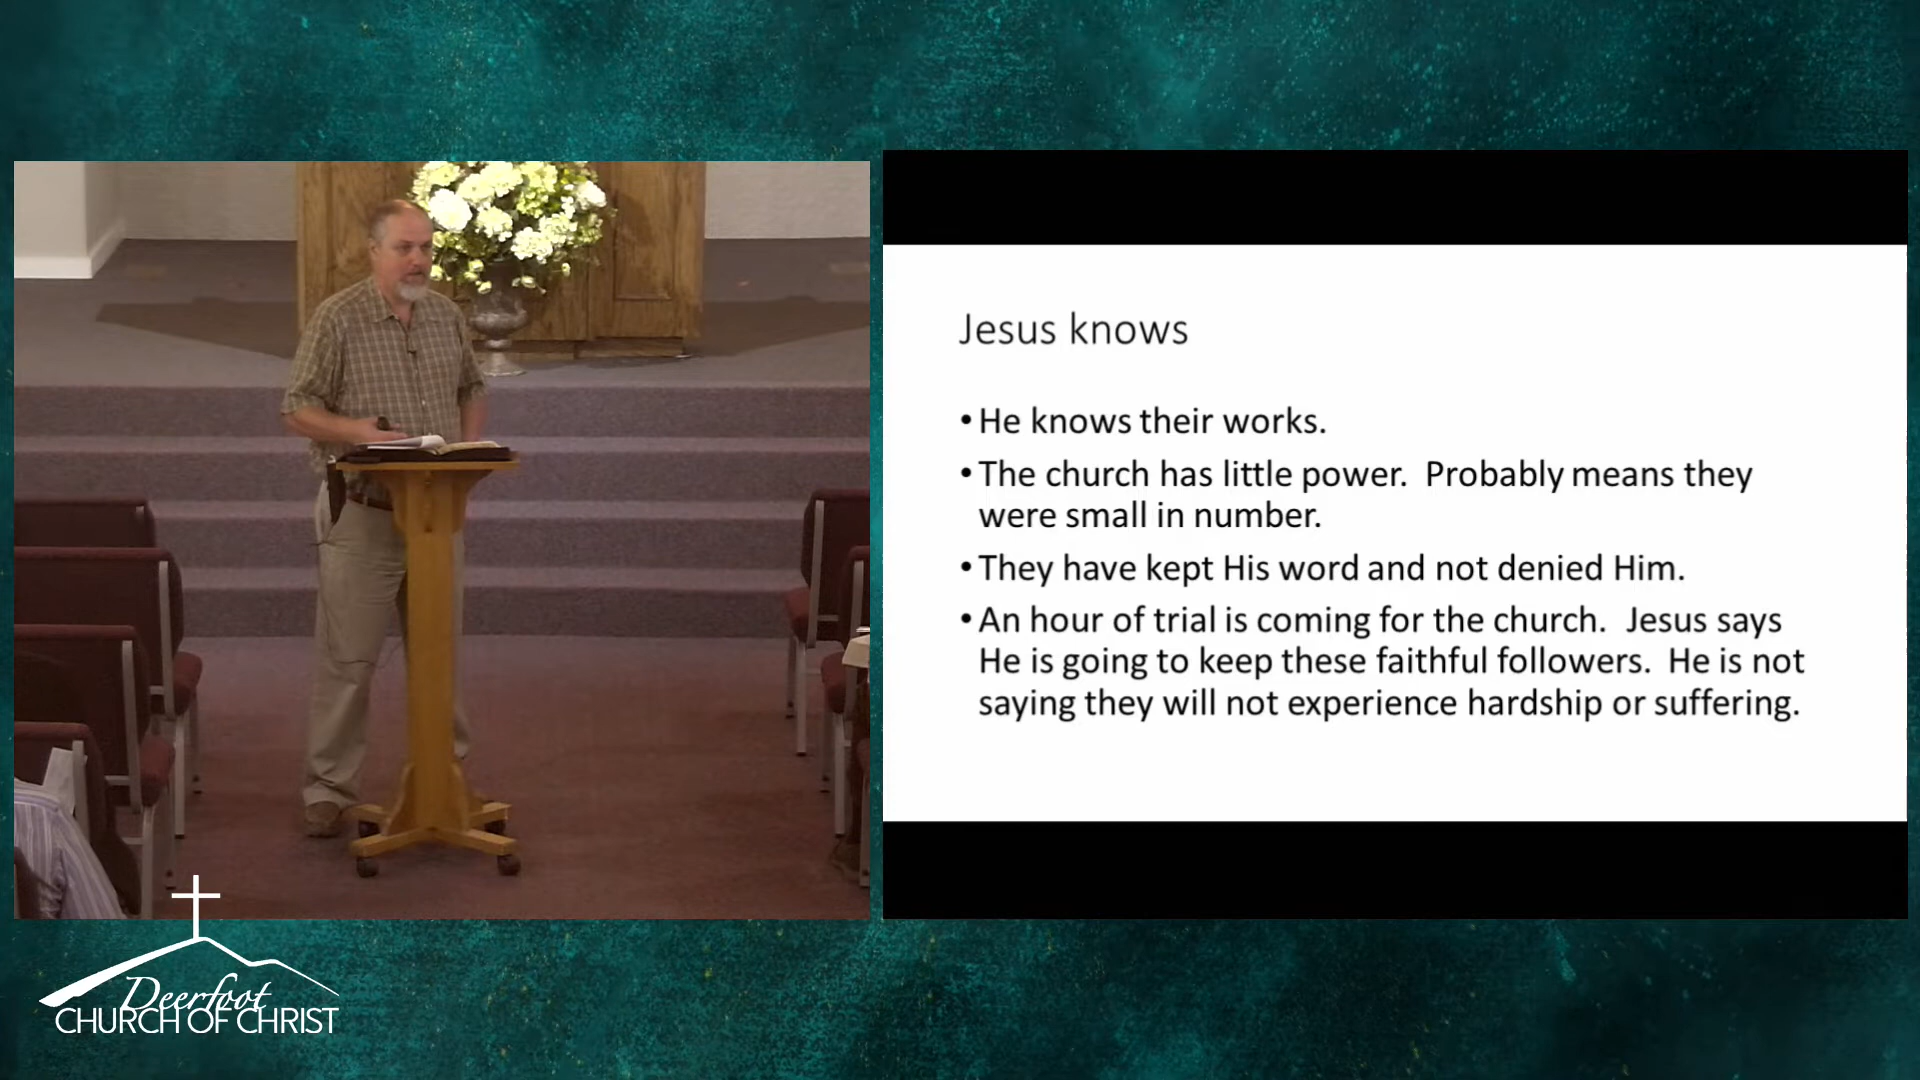 Jesus knows
• He knows their works.
• The church has little power.  Probably means they
were small in number.
• They have kept His word and not denied Him.
• An hour of trial is coming for the church.  Jesus says
He is going to keep these faithful followers.  He is not
saying they will not experience hardship or suffering.
Deerfoot
CHURCH OF CHRIST